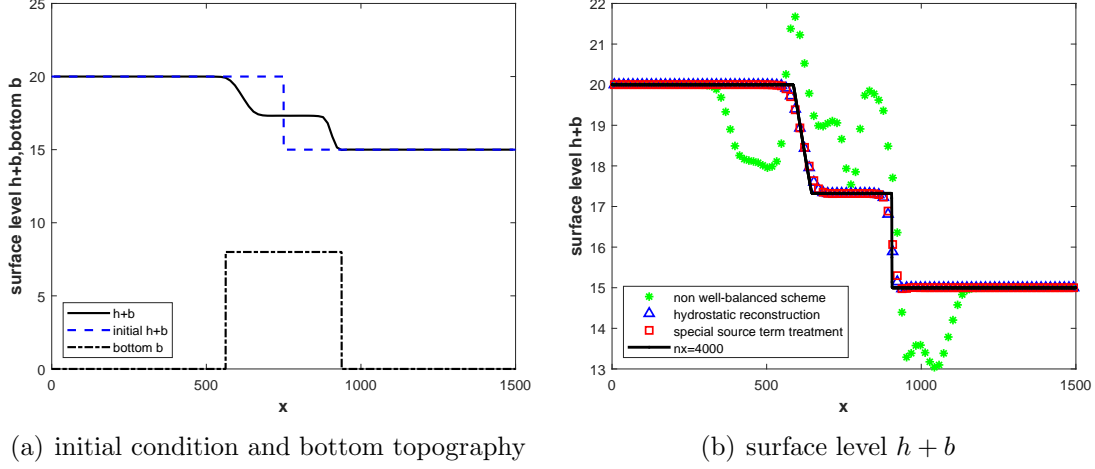 25
20
15
10
5
0
surface level h+b,bottom b
h+b
initial h+b
bottom b
0
500
1000
1500
x
(a) initial condition and bottom topography
22
21
20
19
18
17
16
15
14
13
surface level h+b
non well-balanced scheme
hydrostatic reconstruction
special source term treatment
nx=4000
0
500
1000
1500
x
(b) surface level h + b